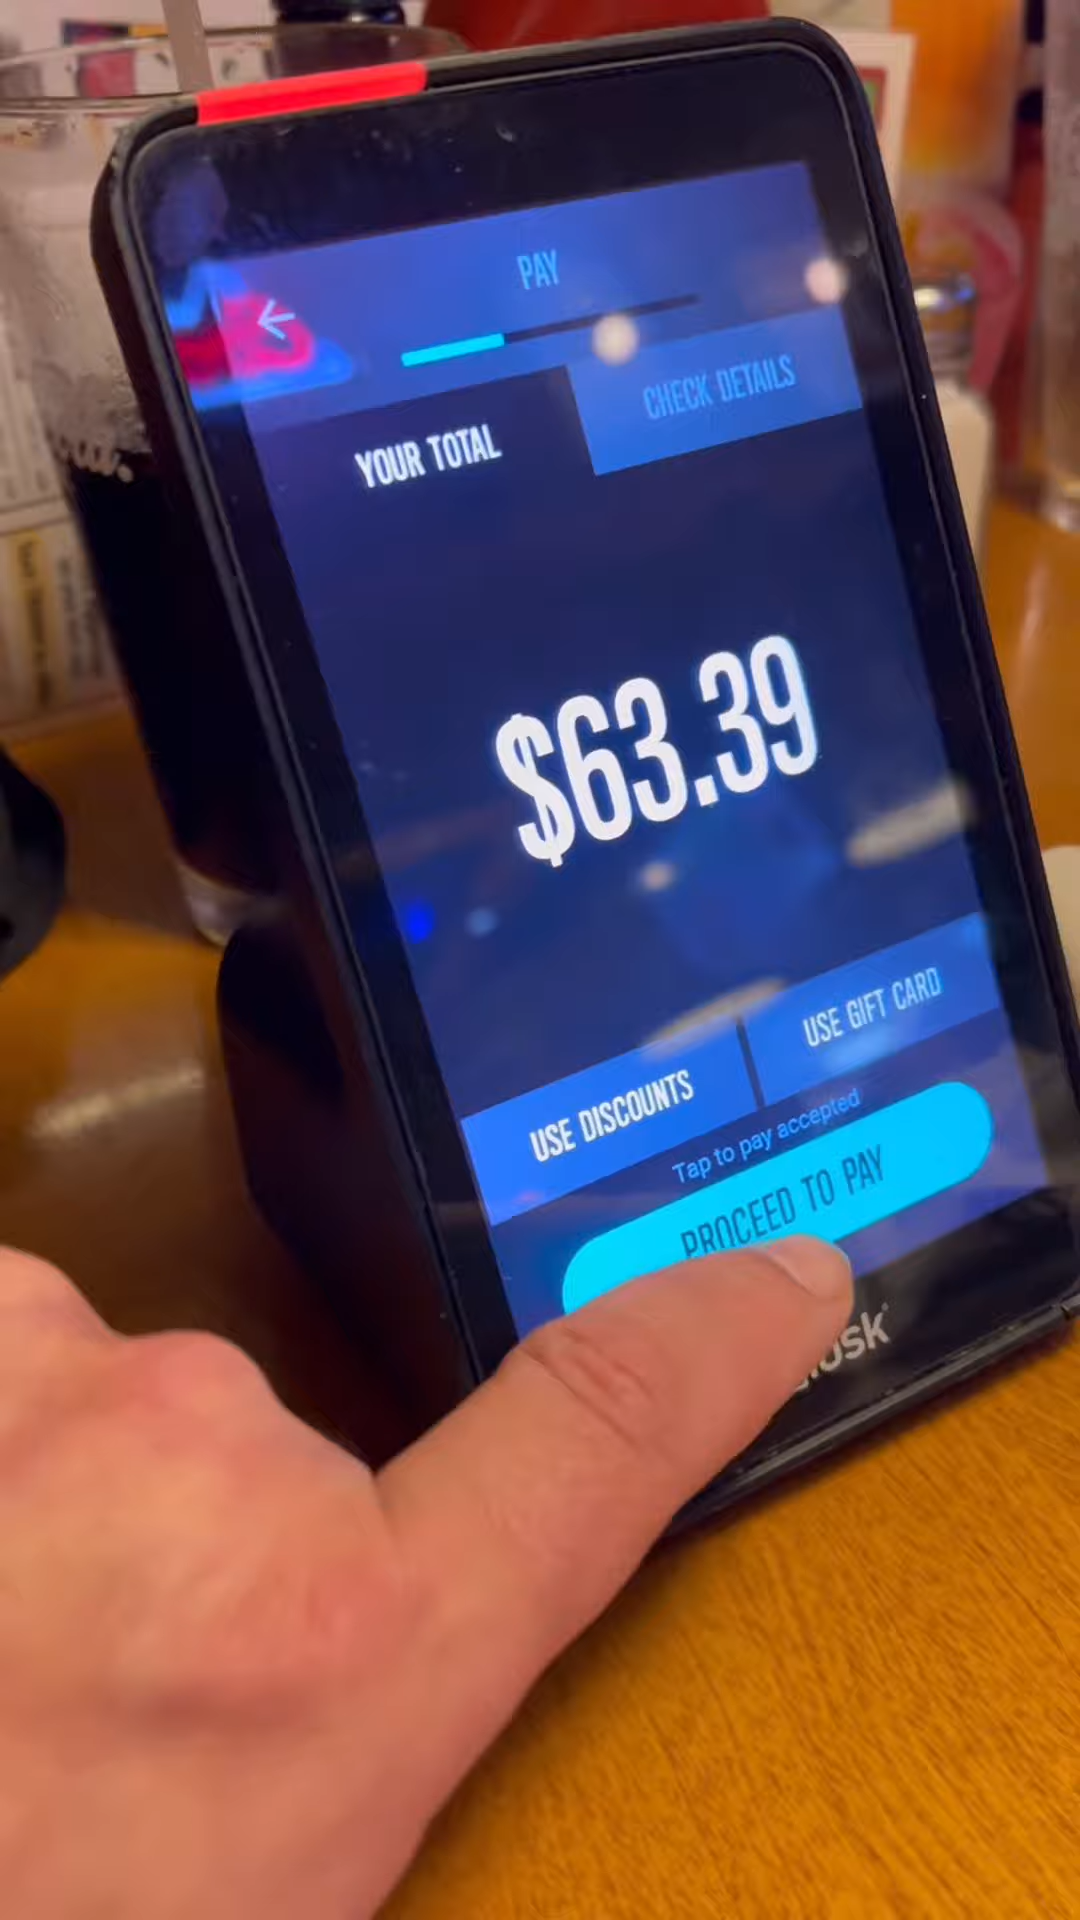 PAY
YOUR TOTAL
CHECK DETAILS
$63.39
USE DISCOUNTS
USE GIFT CARD
Tap to pay accepted
PROCEED TO PAY